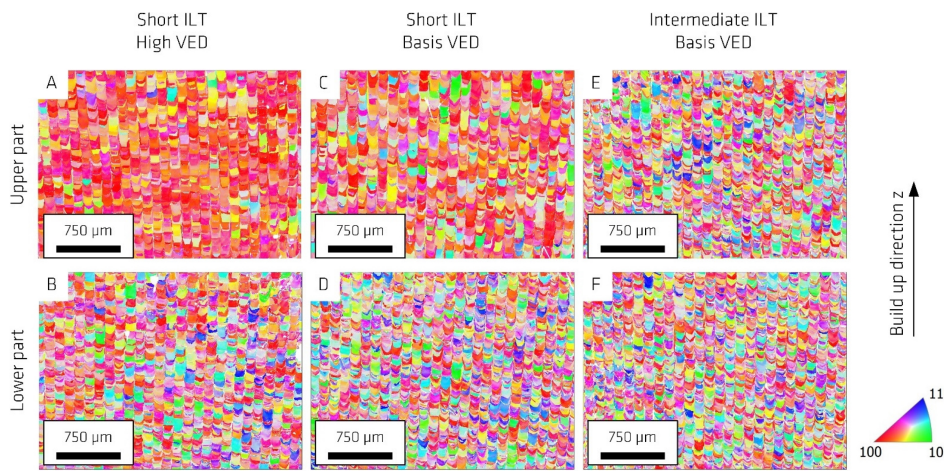 Short ILT
High VED
Short ILT
Basis VED
Intermediate ILT
Basis VED
Upper part
A
750 µm
C
750 µm
E
750 µm
Lower part
B
750 µm
D
750 µm
F
750 µm
Build up direction z
11
100
10